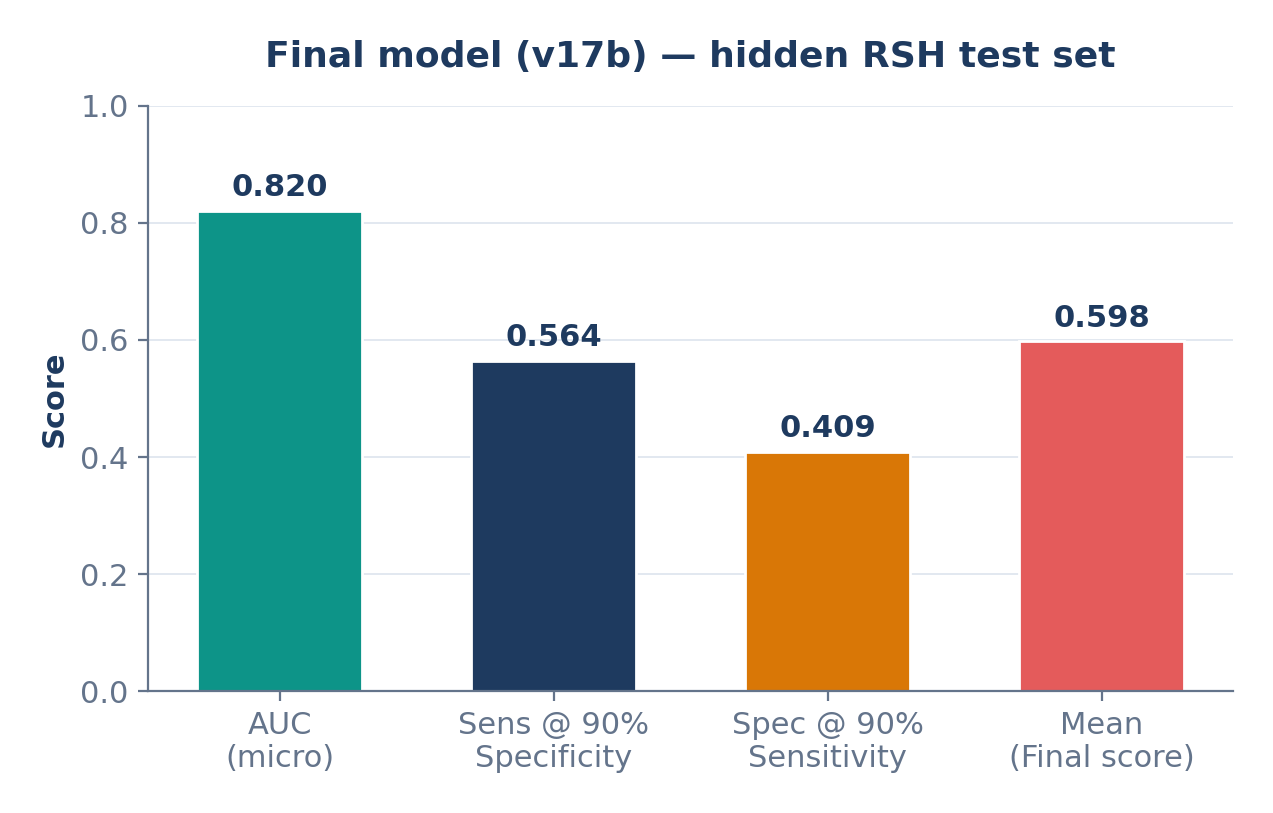 Final model (v17b) — hidden RSH test set
1.0
0.8
0.6
0.4
0.2
0.0
Score
0.820
0.564
0.409
0.598
AUC
(micro)
Sens @ 90%
Specificity
Spec @ 90%
Sensitivity
Mean
(Final score)